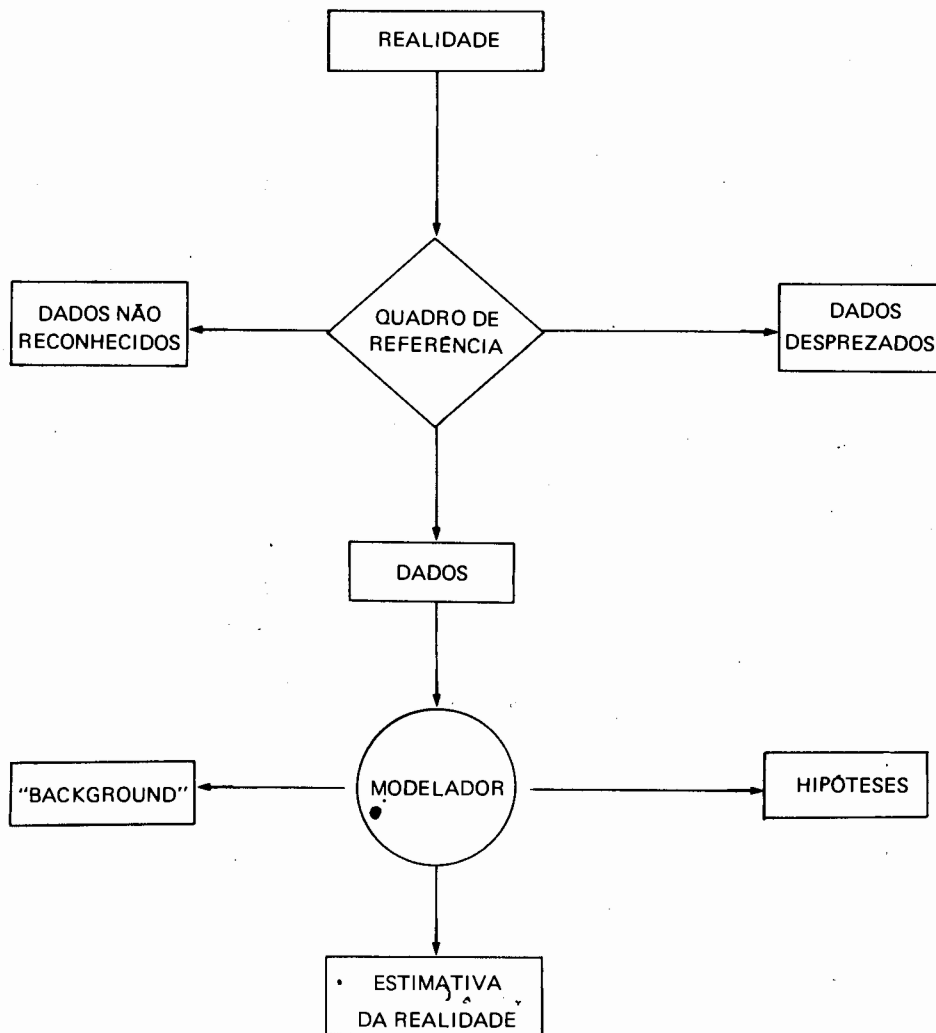 REALIDADE
DADOS NÃO
RECONHECIDOS
QUADRO DE
REFERÊNCIA
DADOS
DESPREZADOS
DADOS
"BACKGROUND"
MODELADOR
HIPÓTESES
ESTIMATIVA
DA REALIDADE